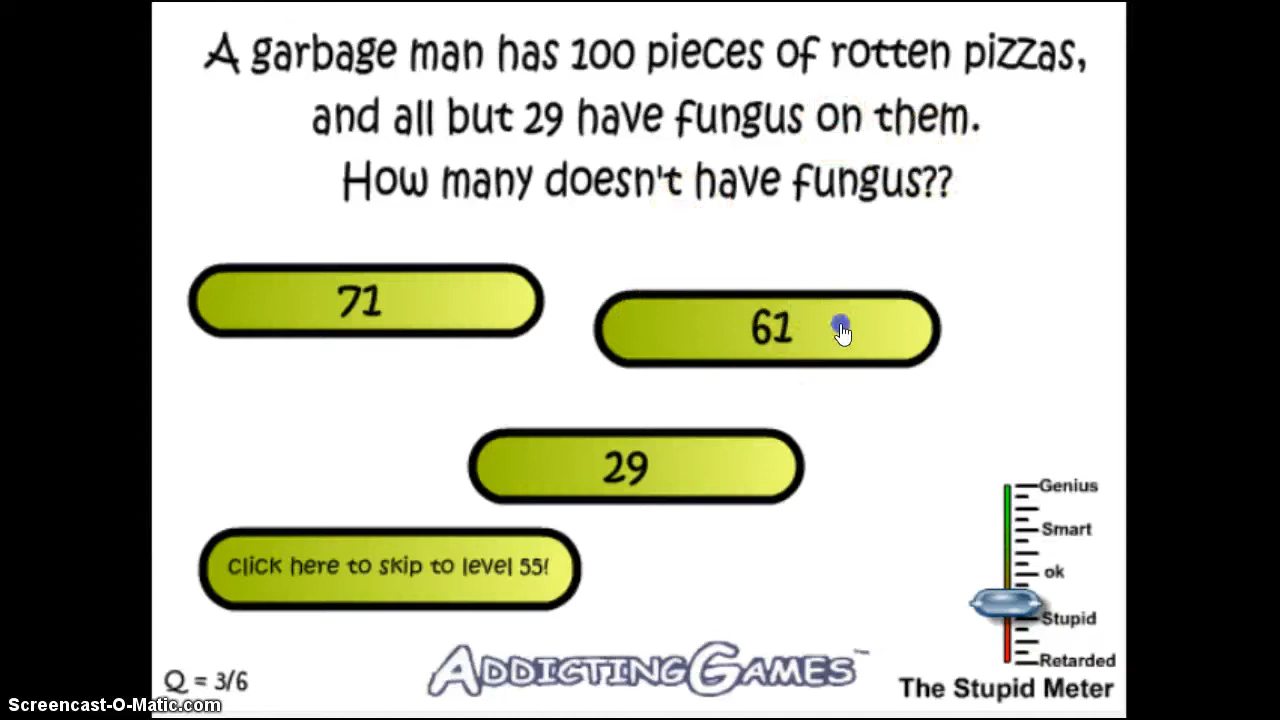 A garbage man has 100 pieces of rotten pizzas,
and all but 29 have fungus on them.
How many doesn't have fungus??
71
61
29
Click here to skip to level 55!
Genius
Smart
ok
Stupid
Retarded
The Stupid Meter
Q = 3/6
ADDICTINGGAMES™
Screencast-O-Matic.com